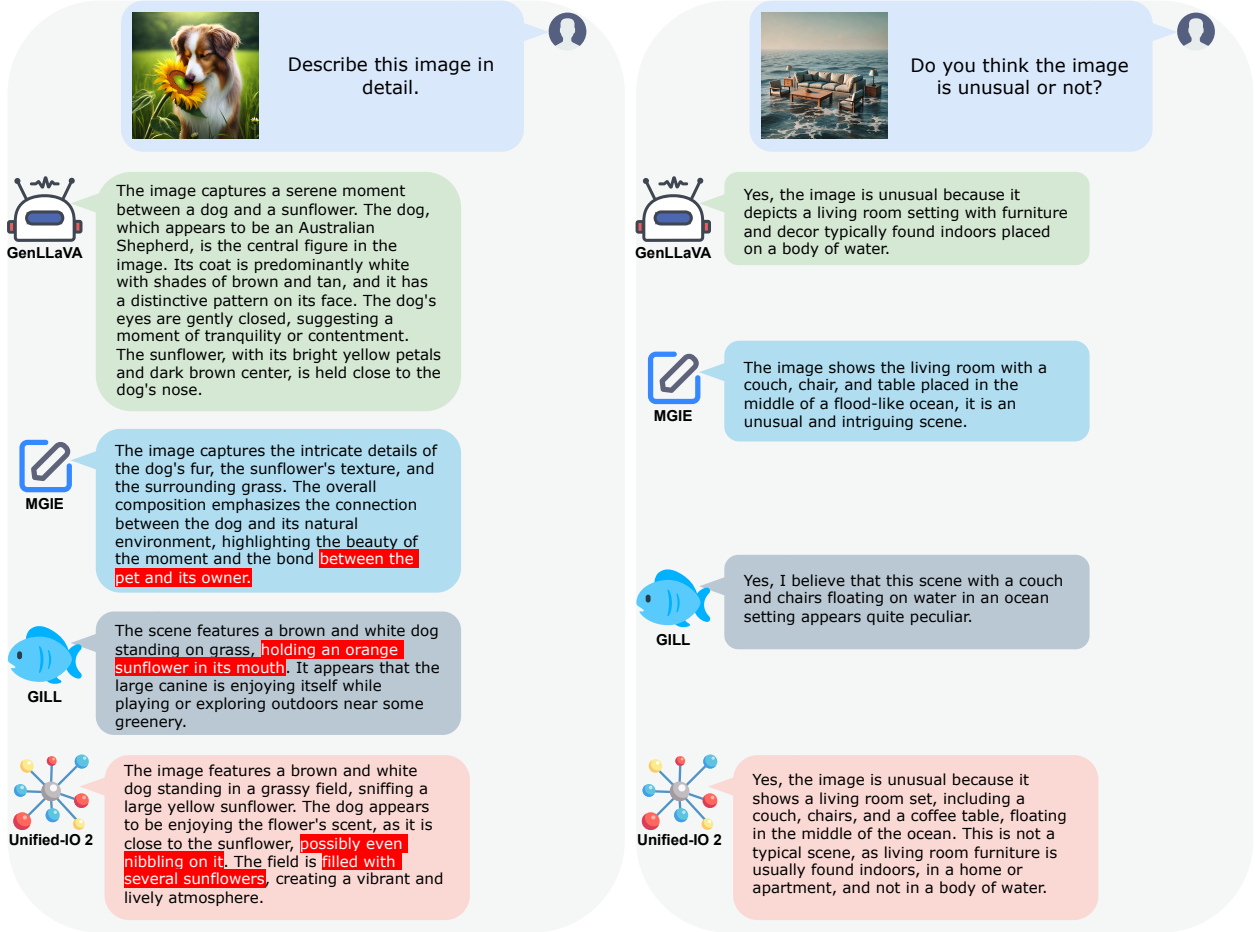 Describe this image in
detail.
GenLLaVA
The image captures a serene moment
between a dog and a sunflower. The dog,
which appears to be an Australian
Shepherd, is the central figure in the
image. Its coat is predominantly white
with shades of brown and tan, and it has
a distinctive pattern on its face. The dog's
eyes are gently closed, suggesting a
moment of tranquility or contentment.
The sunflower, with its bright yellow petals
and dark brown center, is held close to the
dog's nose.
MGIE
The image captures the intricate details of
the dog's fur, the sunflower's texture, and
the surrounding grass. The overall
composition emphasizes the connection
between the dog and its natural
environment, highlighting the beauty of
the moment and the bond between the
pet and its owner.
GILL
The scene features a brown and white dog
standing on grass, holding an orange
sunflower in its mouth. It appears that the
large canine is enjoying itself while
playing or exploring outdoors near some
greenery.
Unified-IO 2
The image features a brown and white
dog standing in a grassy field, sniffing a
large yellow sunflower. The dog appears
to be enjoying the flower's scent, as it is
close to the sunflower, possibly even
nibbling on it. The field is filled with
several sunflowers, creating a vibrant and
lively atmosphere.
Do you think the image
is unusual or not?
GenLLaVA
Yes, the image is unusual because it
depicts a living room setting with furniture
and decor typically found indoors placed
on a body of water.
MGIE
The image shows the living room with a
couch, chair, and table placed in the
middle of a flood-like ocean, it is an
unusual and intriguing scene.
GILL
Yes, I believe that this scene with a couch
and chairs floating on water in an ocean
setting appears quite peculiar.
Unified-IO 2
Yes, the image is unusual because it
shows a living room set, including a
couch, chairs, and a coffee table, floating
in the middle of the ocean. This is not a
typical scene, as living room furniture is
usually found indoors, in a home or
apartment, and not in a body of water.